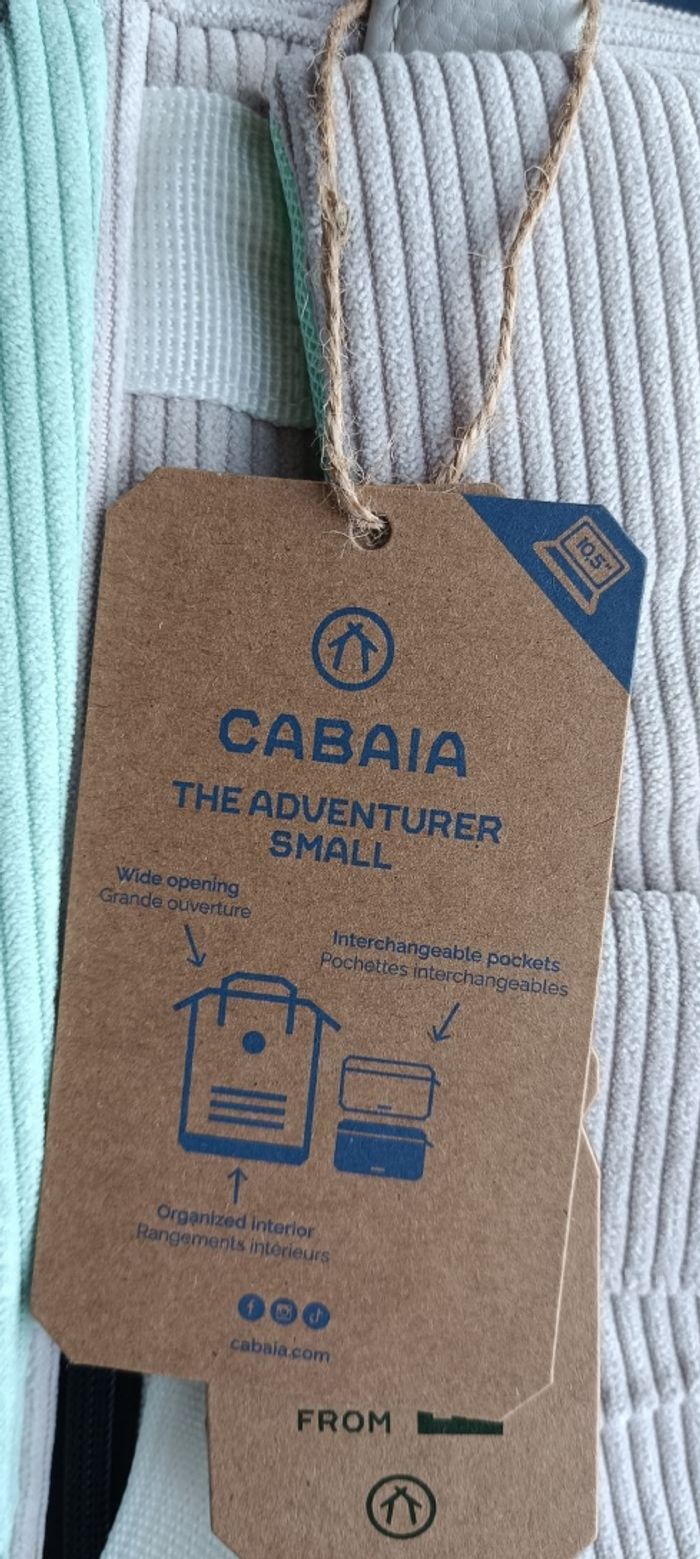 10,5"
CABAIA
THE ADVENTURER
SMALL
Wide opening
Grande ouverture
Interchangeable pockets
Pochettes interchangeables
Organized interior
Rangements intérieurs
cabaia.com
FROM